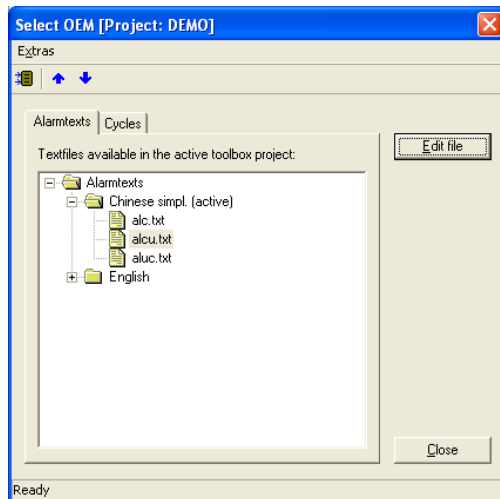 Select OEM [Project: DEMO]
Extras
Alarmtexts Cycles
Textfiles available in the active toolbox project:
Edit file
Alarmtexts
Chinese simpl. (active)
alc.txt
alcu.txt
aluc.txt
English
Close
Ready